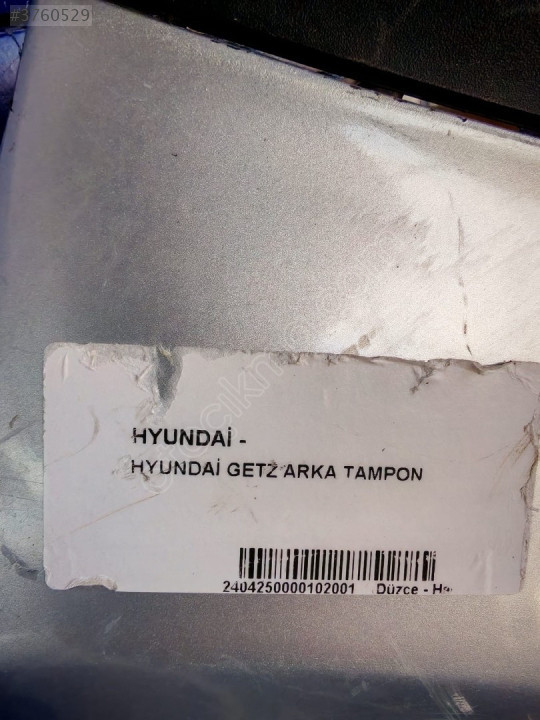 #3760529
HYUNDAİ -
HYUNDAİ GETZ ARKA TAMPON
2404250000102001 Düzce -